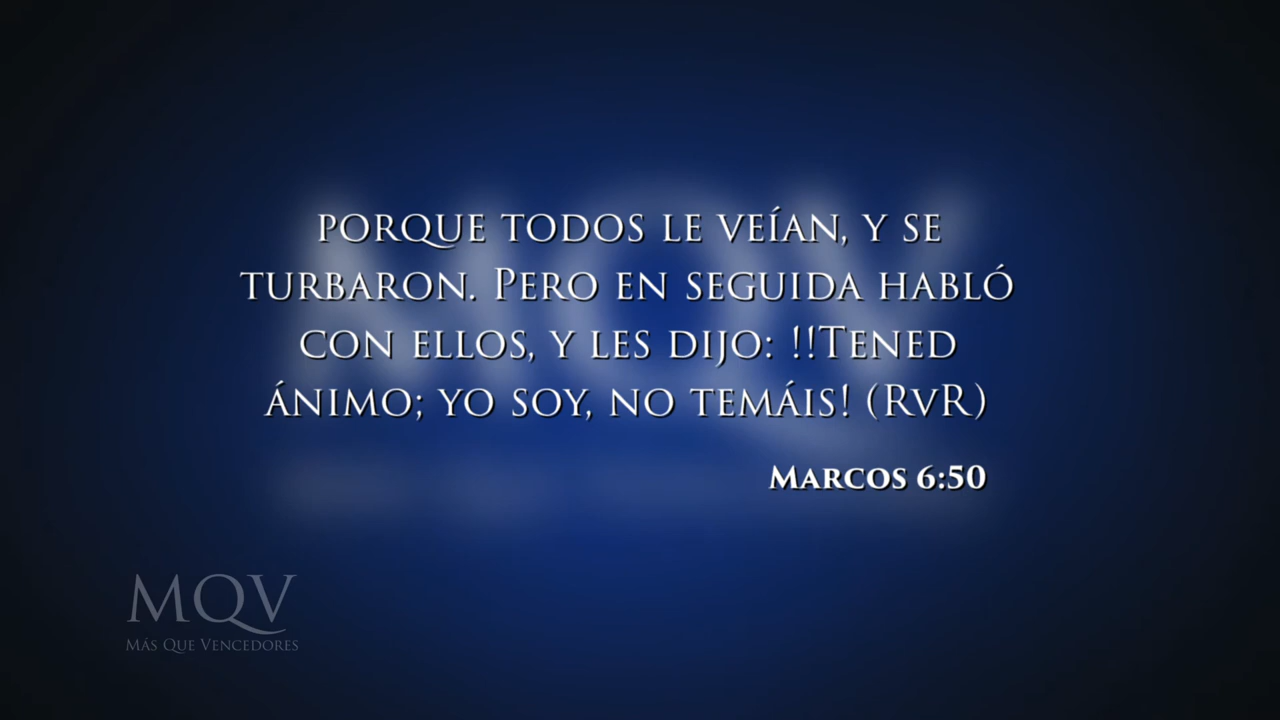 porque todos le veían, y se
turbaron. Pero en seguida habló
con ellos, y les dijo: !!Tened
ánimo; yo soy, no temáis! (RvR)
Marcos 6:50
MQV
Más Que Vencedores